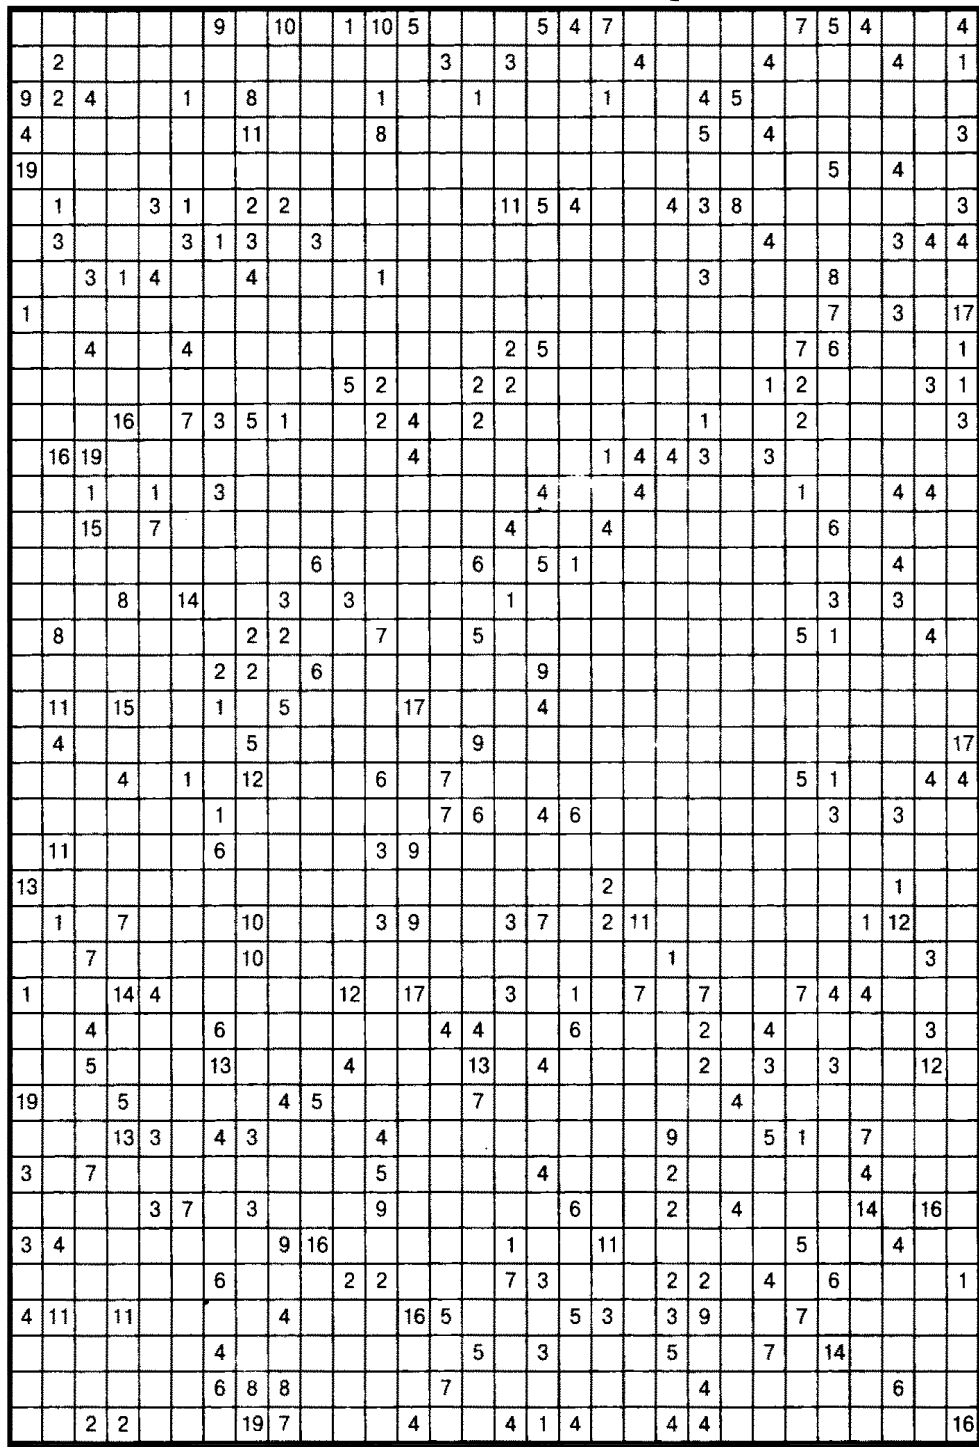 9 10 1 10 5 5 4 7 7 5 4 4
2 3 3 4 4 4 1
9 2 4 1 8 1 1 1 4 5
4 11 8 5 4 3
19 5 4
1 3 1 2 2 11 5 4 4 3 8 3
3 3 1 3 3 4 3 4 4
3 1 4 4 1 3 8
1 7 3 17
4 4 2 5 7 6 1
5 2 2 2 1 2 3 1
16 7 3 5 1 2 4 2 1 2 3
16 19 4 1 4 4 3 3
1 1 3 4 4 1 4 4
15 7 4 4 6
6 6 5 1 4
8 14 3 3 1 3 3
8 2 2 7 5 5 1 4
2 2 6 9
11 15 1 5 17 4
4 5 9 17
4 1 12 6 7 5 1 4 4
1 7 6 4 6 3 3
11 6 3 9
13 2 1
1 7 10 3 9 3 7 2 11 1 12
7 10 1 3
1 14 4 12 17 3 1 7 7 7 4 4
4 6 4 4 6 2 4 3
5 13 4 13 4 2 3 3 12
19 5 4 5 7 4
13 3 4 3 4 9 5 1 7
3 7 5 4 2 4
3 7 3 9 6 2 4 14 16
3 4 9 16 1 11 5 4
6 2 2 7 3 2 2 4 6 1
4 11 11 4 16 5 5 3 3 9 7
4 5 3 5 7 14
6 8 8 7 4 6
2 2 19 7 4 4 1 4 4 4 16